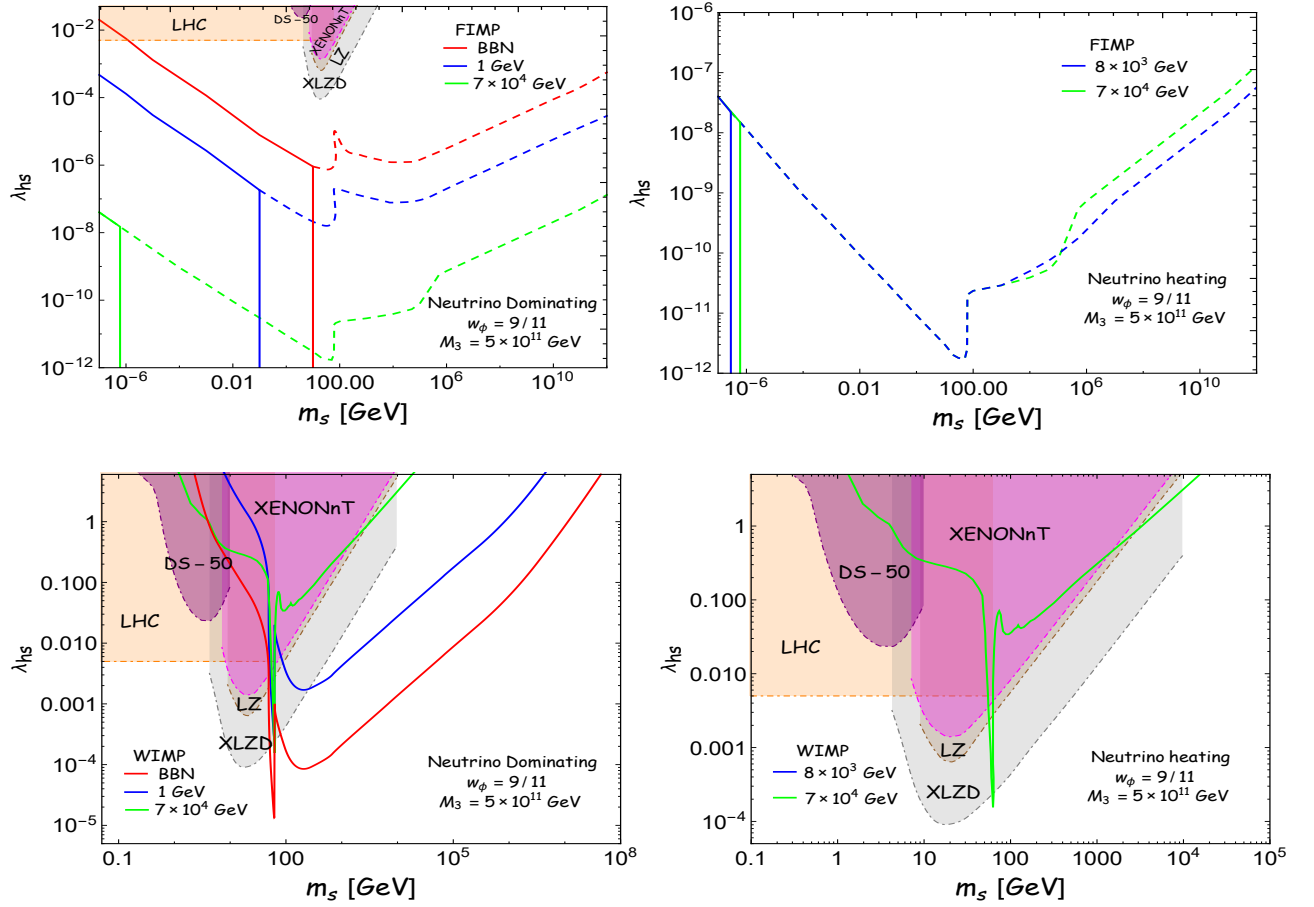 10⁻²
10⁻⁴
10⁻⁶
10⁻⁸
10⁻¹⁰
10⁻¹²
λhs
LHC
DS-50
XENONnT
LZ
XLZD
FIMP
BBN
1 GeV
7×10⁴ GeV
Neutrino Dominating
wϕ = 9/11
M₃ = 5×10¹¹ GeV
10⁻⁶ 0.01 100.00 10⁶ 10¹⁰
mₛ [GeV]
10⁻⁶
10⁻⁷
10⁻⁸
10⁻⁹
10⁻¹⁰
10⁻¹¹
10⁻¹²
λhs
FIMP
8×10³ GeV
7×10⁴ GeV
Neutrino heating
wϕ = 9/11
M₃ = 5×10¹¹ GeV
10⁻⁶ 0.01 100.00 10⁶ 10¹⁰
mₛ [GeV]
1
0.100
0.010
0.001
10⁻⁴
10⁻⁵
λhs
XENONnT
DS-50
LHC
LZ
XLZD
WIMP
BBN
1 GeV
7×10⁴ GeV
Neutrino Dominating
wϕ = 9/11
M₃ = 5×10¹¹ GeV
0.1 100 10⁵ 10⁸
mₛ [GeV]
1
0.100
0.010
0.001
10⁻⁴
λhs
XENONnT
DS-50
LHC
LZ
XLZD
WIMP
8×10³ GeV
7×10⁴ GeV
Neutrino heating
wϕ = 9/11
M₃ = 5×10¹¹ GeV
0.1 1 10 100 1000 10⁴ 10⁵
mₛ [GeV]